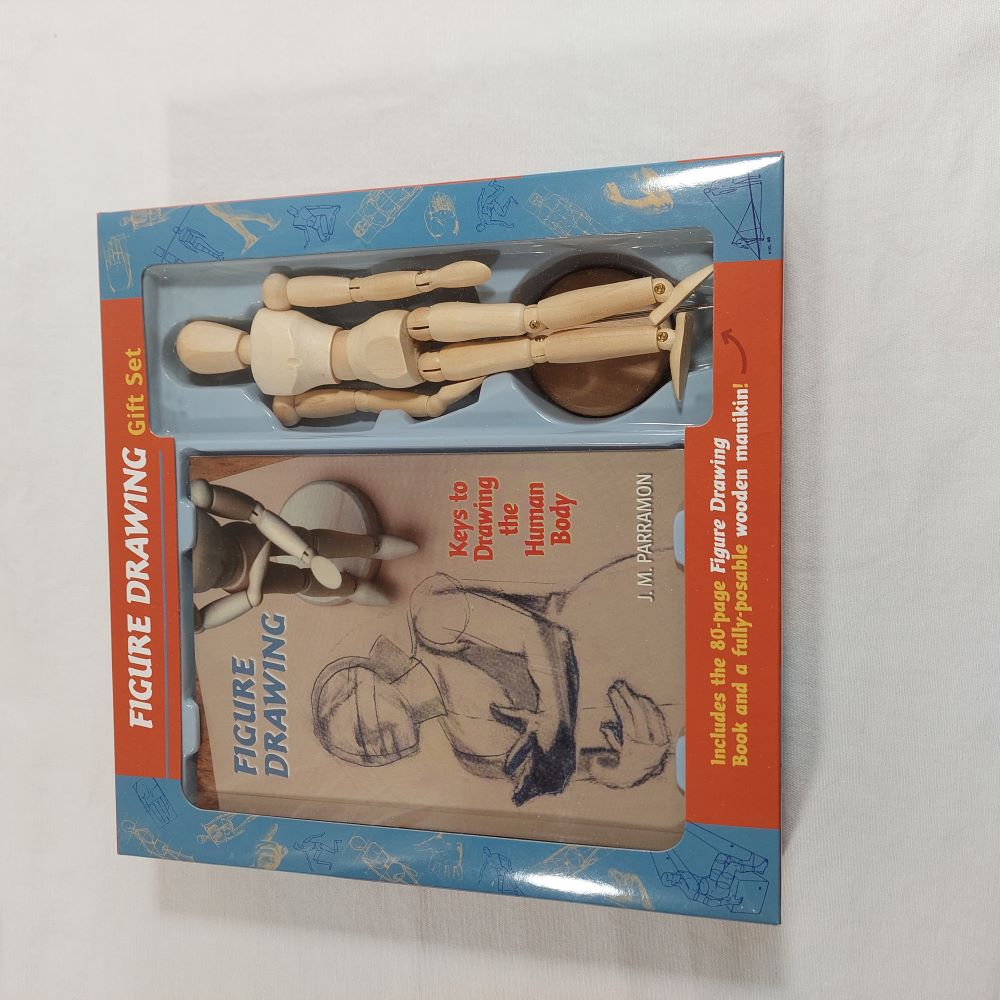 FIGURE DRAWING
Gift Set
FIGURE
DRAWING
Keys to
Drawing
the
Human
Body
J. M. PARRAMON
Includes the 80-page Figure Drawing
Book and a fully-posable wooden manikin!